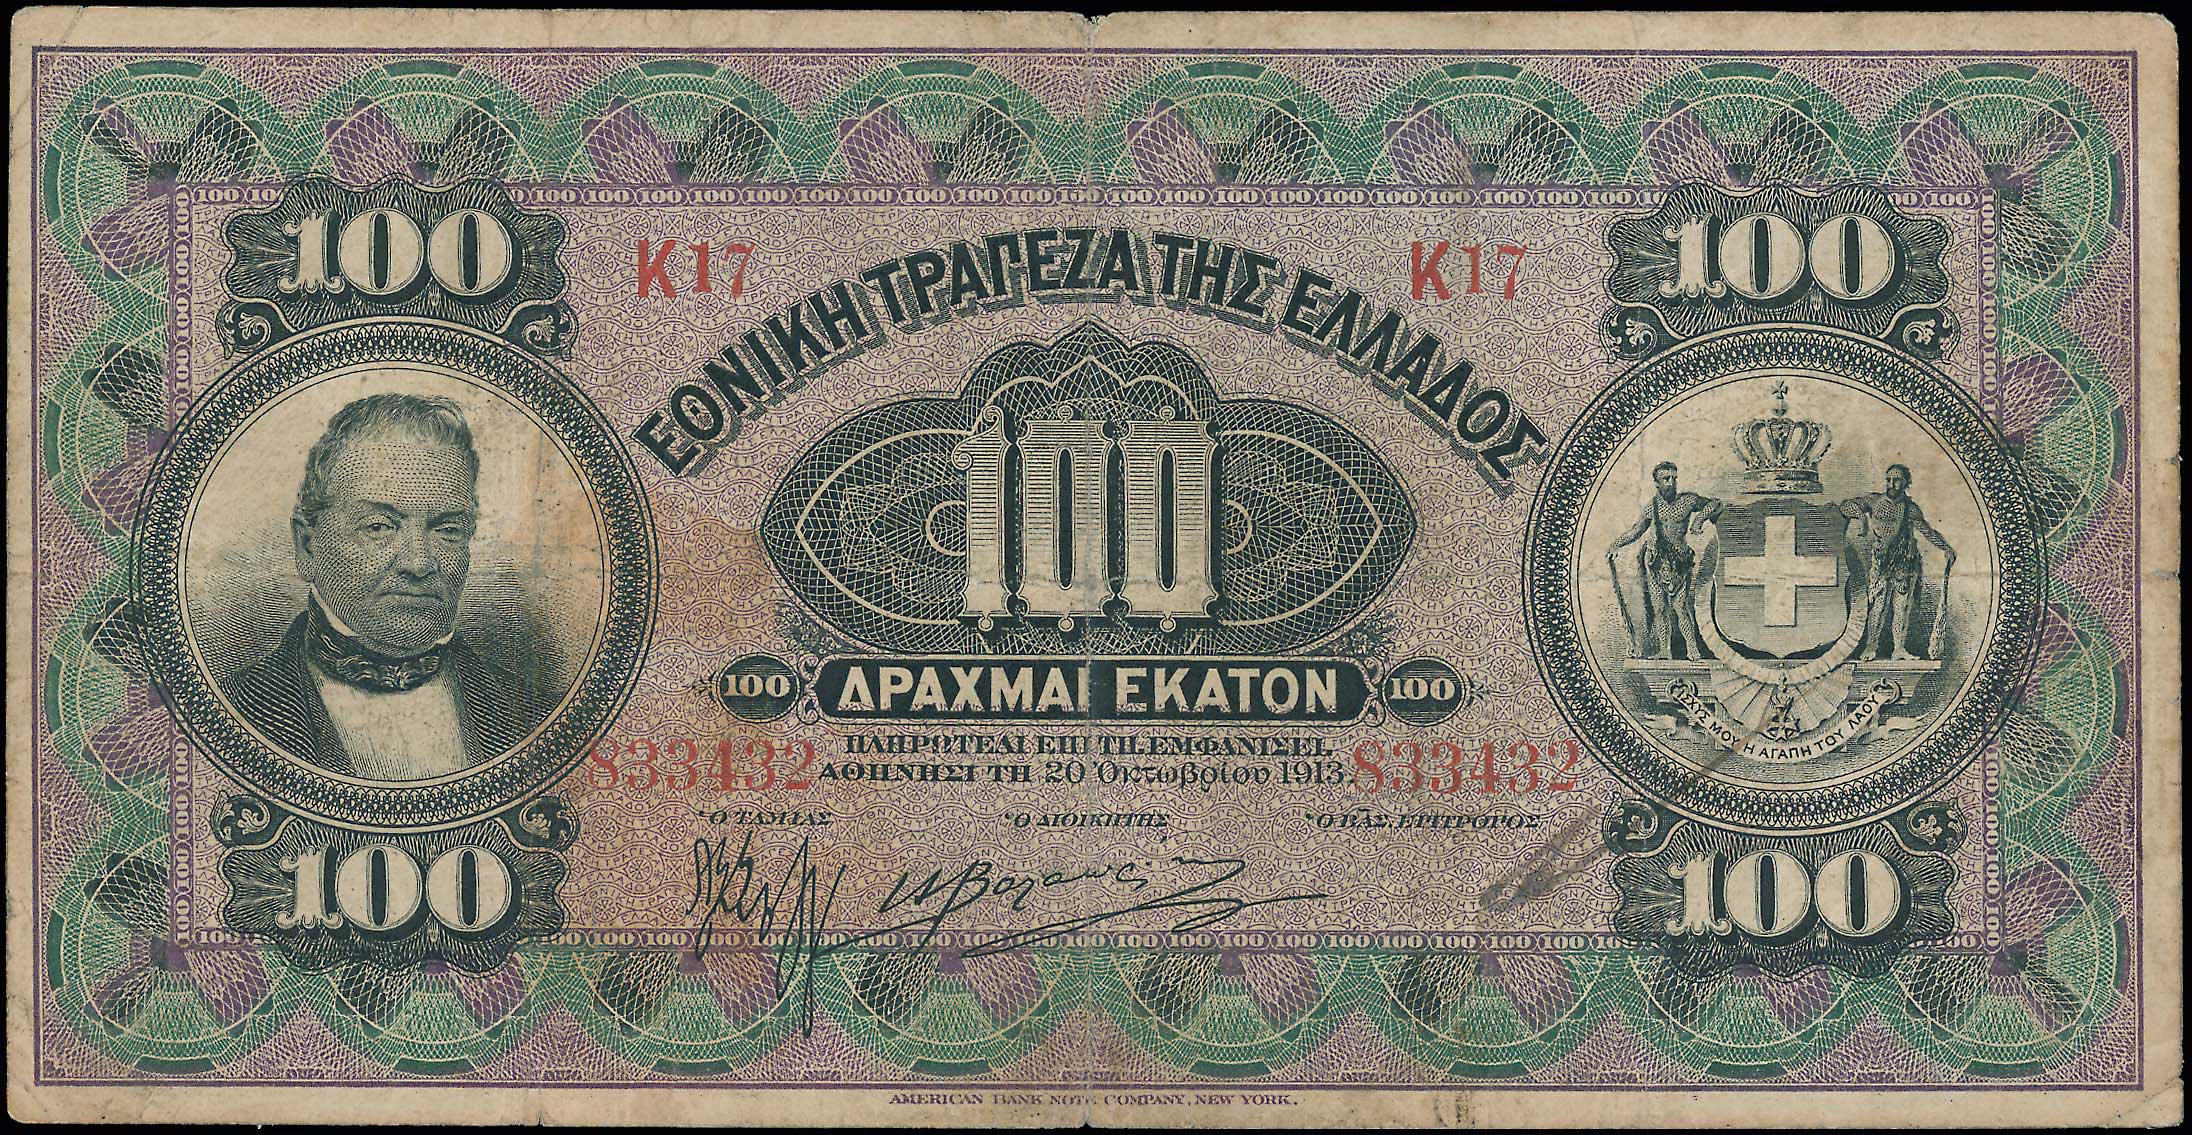 100 100
K17 K17
ΕΘΝΙΚΗ ΤΡΑΠΕΖΑ ΤΗΣ ΕΛΛΑΔΟΣ
100
100 ΔΡΑΧΜΑΙ ΕΚΑΤΟΝ 100
ΠΛΗΡΩΤΕΑΙ ΕΠΙ ΤΗ ΕΜΦΑΝΙΣΕΙ.
833432 ΑΘΗΝΗΣΙ ΤΗ 20 Ὀκτωβρίου 1913. 833432
ΙΣΧΥΣ ΜΟΥ Η ΑΓΑΠΗ ΤΟΥ ΛΑΟΥ
Ὁ ΤΑΜΙΑΣ Ὁ ΔΙΟΙΚΗΤΗΣ Ὁ ΒΑΣ. ΕΠΙΤΡΟΠΟΣ
100 100
AMERICAN BANK NOTE COMPANY, NEW YORK.